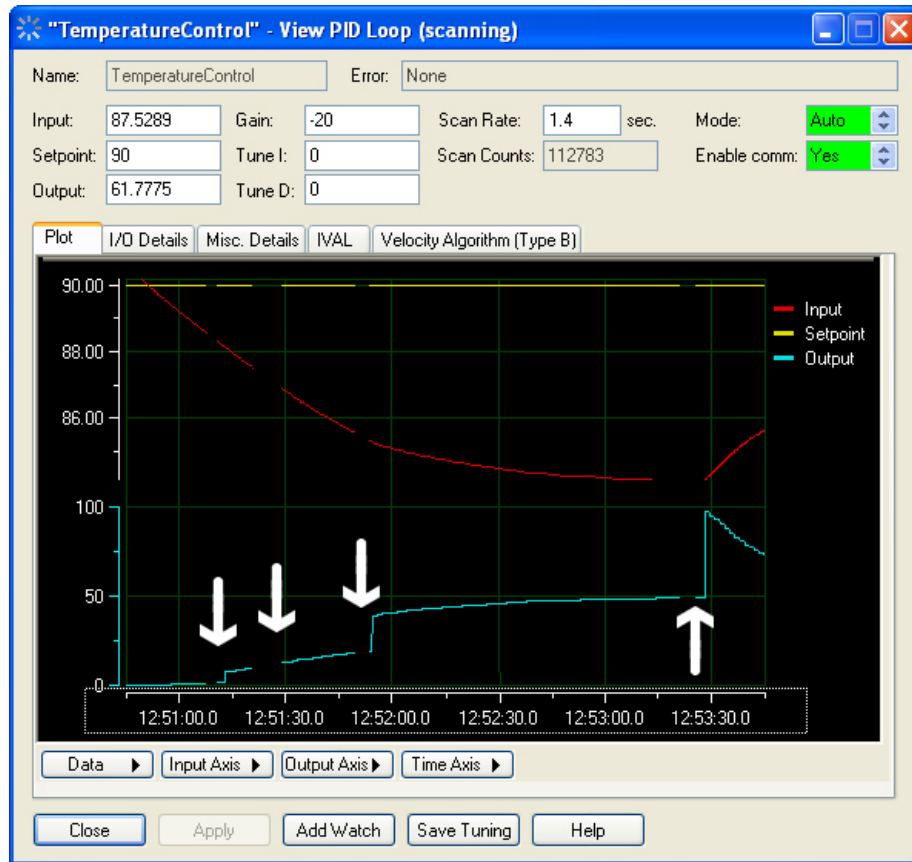 "TemperatureControl" - View PID Loop (scanning)
Name: TemperatureControl Error: None
Input: 87.5289 Gain: -20 Scan Rate: 1.4 sec. Mode: Auto
Setpoint: 90 Tune I: 0 Scan Counts: 112783 Enable comm: Yes
Output: 61.7775 Tune D: 0
Plot I/O Details Misc. Details IVAL Velocity Algorithm (Type B)
90.00
Input
Setpoint
88.00
Output
86.00
100
50
0
12:51:00.0 12:51:30.0 12:52:00.0 12:52:30.0 12:53:00.0 12:53:30.0
Data Input Axis Output Axis Time Axis
Close Apply Add Watch Save Tuning Help